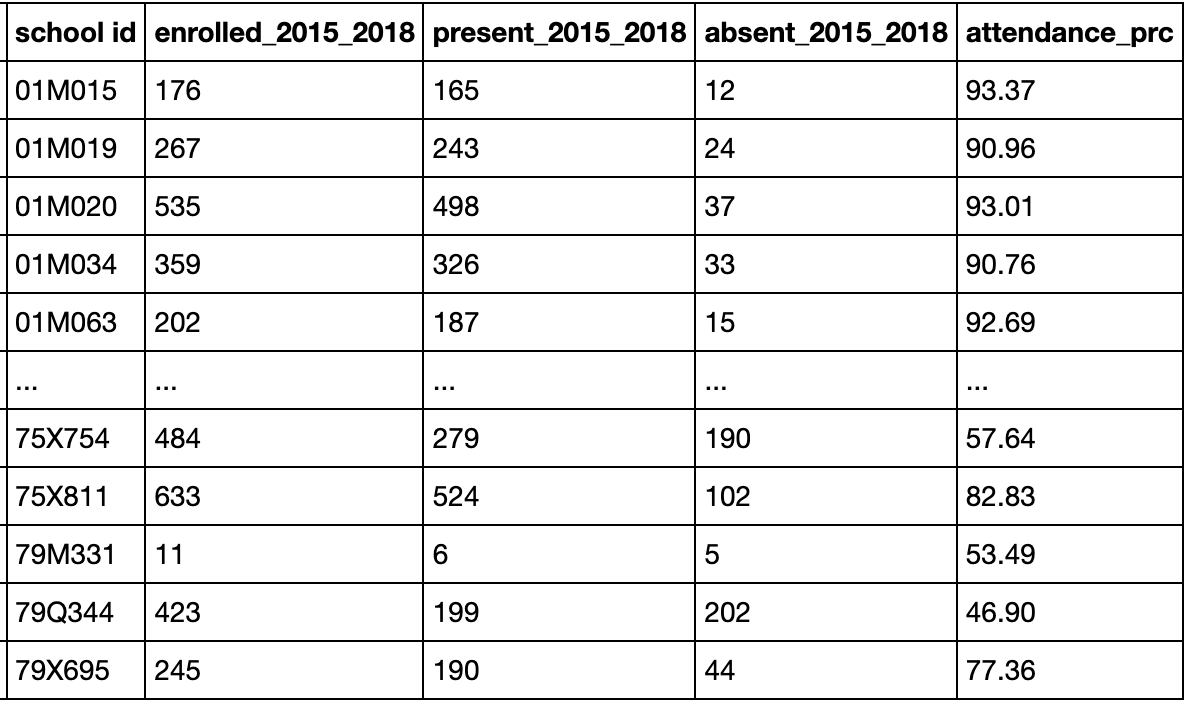 school id enrolled_2015_2018 present_2015_2018 absent_2015_2018 attendance_prc
01M015 176 165 12 93.37
01M019 267 243 24 90.96
01M020 535 498 37 93.01
01M034 359 326 33 90.76
01M063 202 187 15 92.69
... ... ... ... ...
75X754 484 279 190 57.64
75X811 633 524 102 82.83
79M331 11 6 5 53.49
79Q344 423 199 202 46.90
79X695 245 190 44 77.36